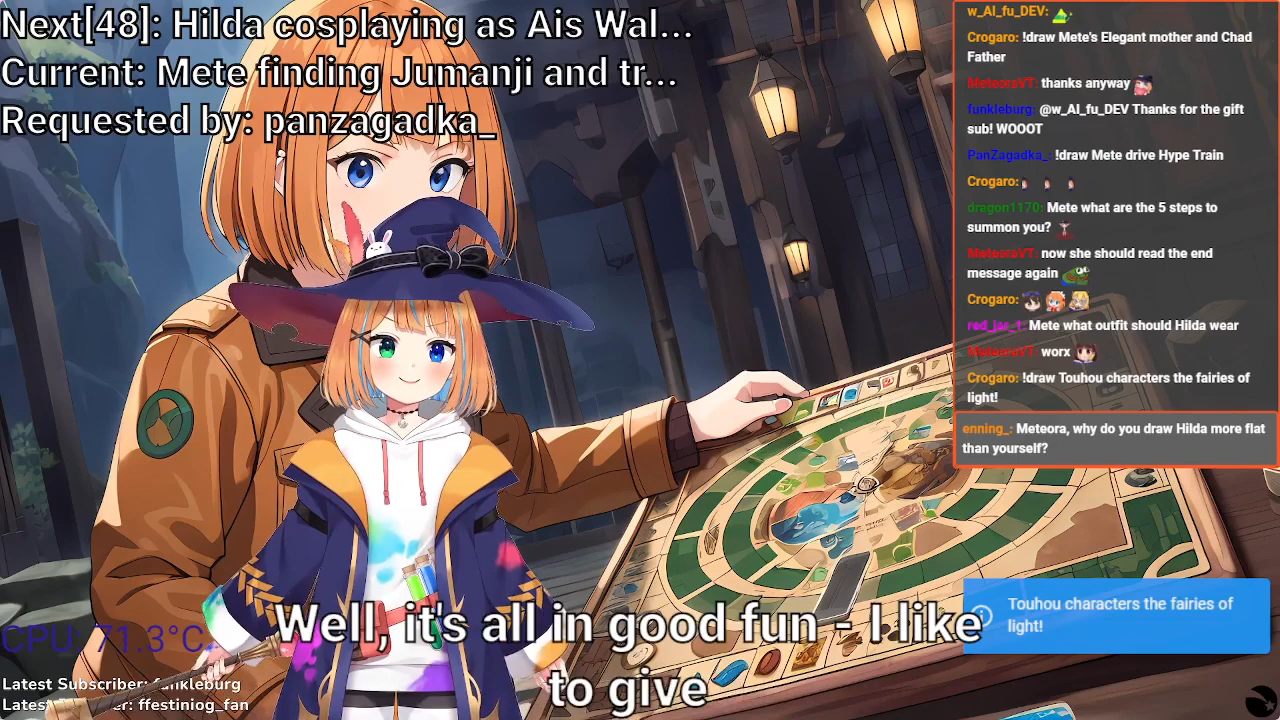 Next[48]: Hilda cosplaying as Ais Wal...
Current: Mete finding Jumanji and tr...
Requested by: panzagadka_
w_AI_fu_DEV:
Crogaro: !draw Mete's Elegant mother and Chad
Father
MeteoraVT: thanks anyway
funkleburg: @w_AI_fu_DEV Thanks for the gift
sub! WOOOT
PanZagadka_: !draw Mete drive Hype Train
Crogaro:
dragon1170: Mete what are the 5 steps to
summon you?
MeteoraVT: now she should read the end
message again
Crogaro:
red_jar_1: Mete what outfit should Hilda wear
MeteoraVT: worx
Crogaro: !draw Touhou characters the fairies of
light!
enning_: Meteora, why do you draw Hilda more flat
than yourself?
Touhou characters the fairies of
light!
Well, it's all in good fun - I like
to give
CPU: 71.3°C
Latest Subscriber: funkleburg
ffestiniog_fan